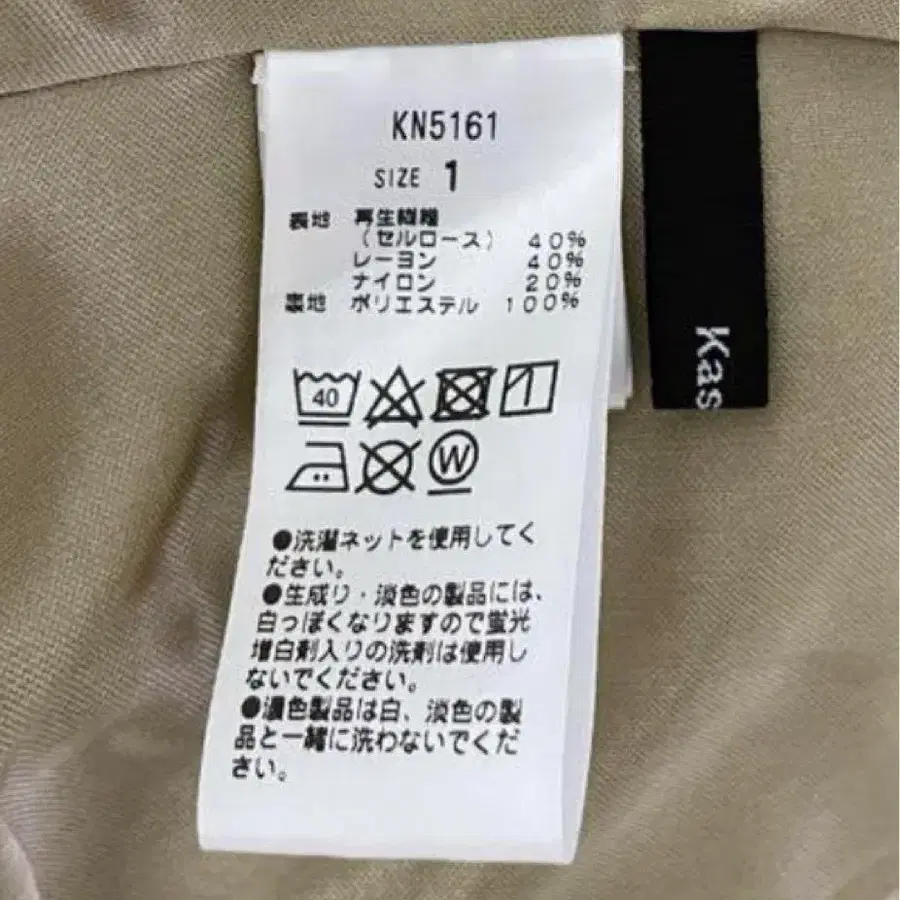 KN5161
SIZE 1
表地 再生繊維
(セルロース) 40%
レーヨン 40%
ナイロン 20%
裏地 ポリエステル 100%
40
1
W
●洗濯ネットを使用してく
ださい。
●生成り・淡色の製品には、
白っぽくなりますので蛍光
増白剤入りの洗剤は使用し
ないでください。
●濃色製品は白、淡色の製
品と一緒に洗わないでくだ
さい。
Kas